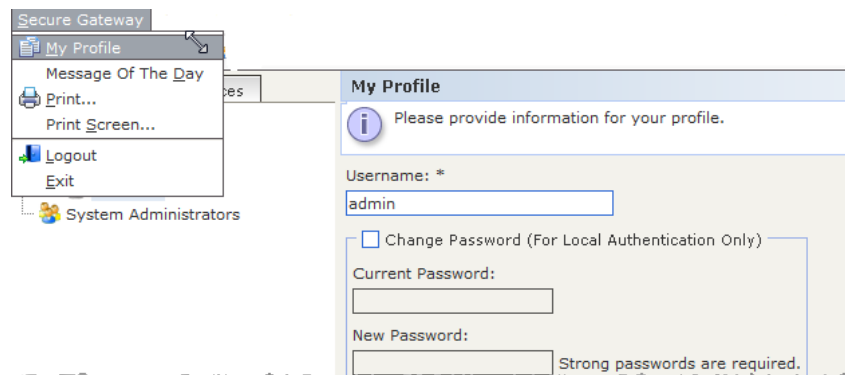 Secure Gateway
My Profile
Message Of The Day
Print...
Print Screen...
Logout
Exit
System Administrators
My Profile
Please provide information for your profile.
Username: *
admin
Change Password (For Local Authentication Only)
Current Password:
New Password:
Strong passwords are required.